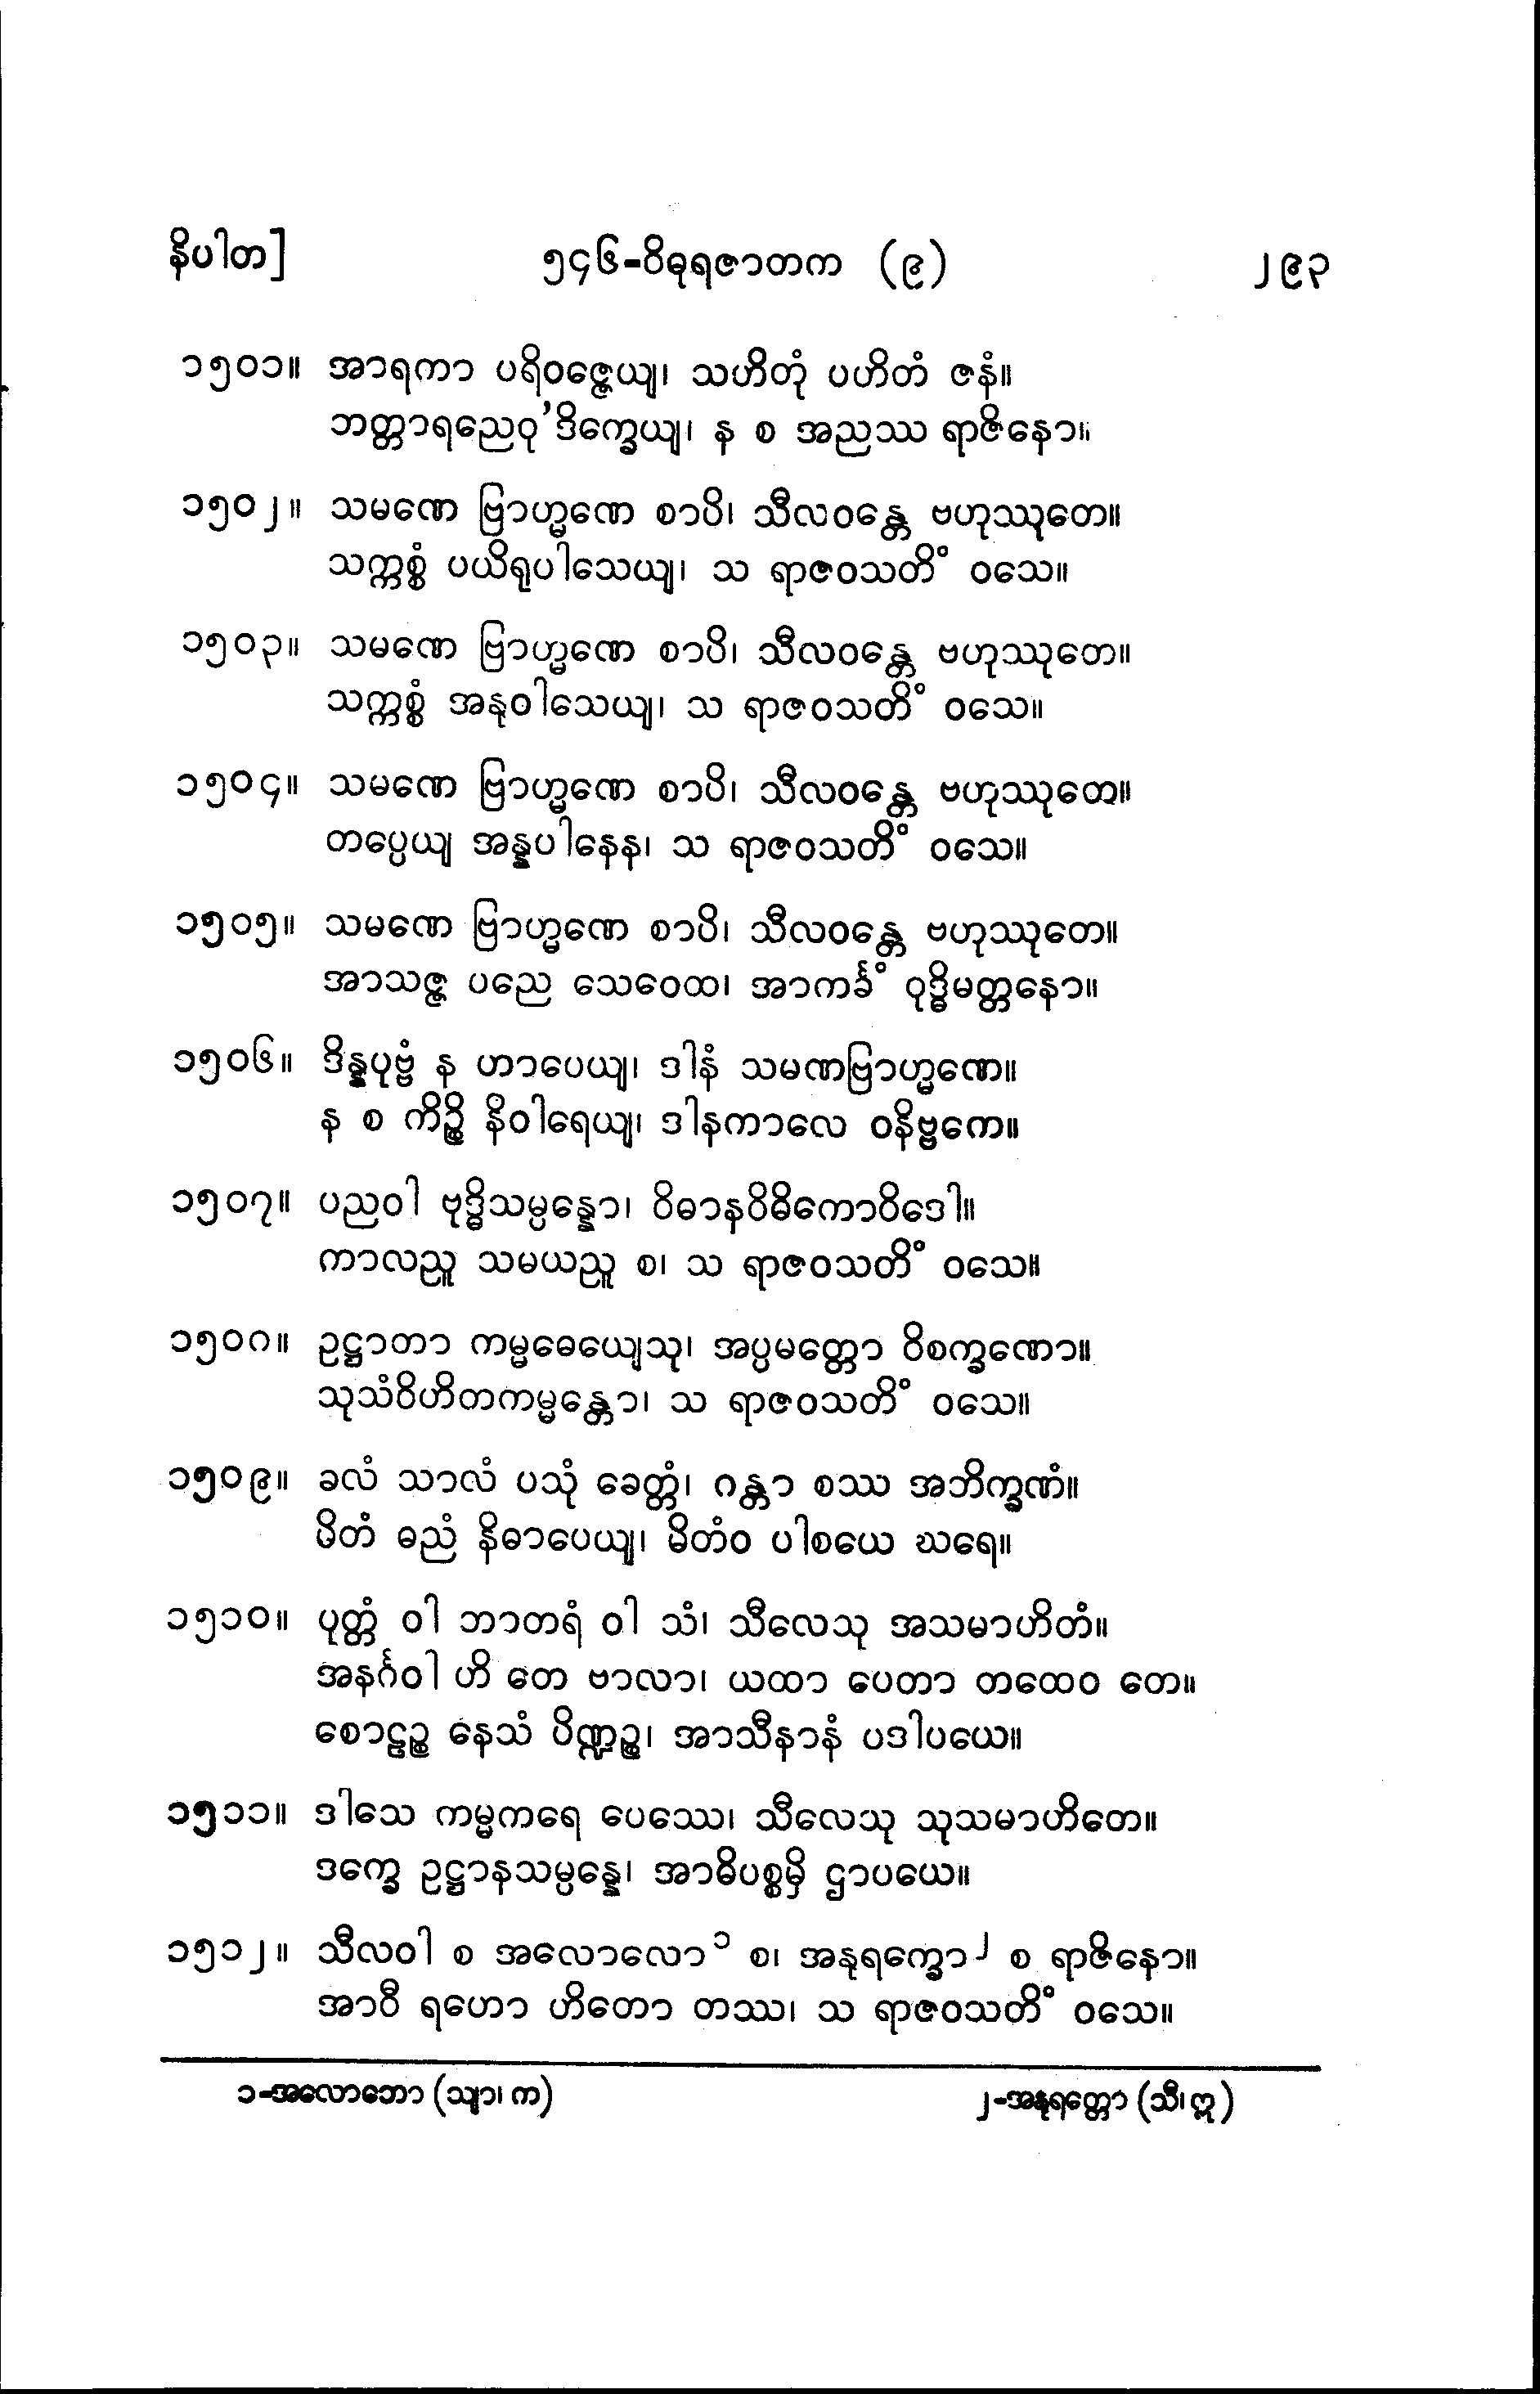 နိပါတ]
၅၄၆-ဝိဓုရဇာတက (၉)
၂၉၃
၁၅၀၁။ အာရကာ ပရိဝဇ္ဇေယျ၊ သဟိတုံ ပဟိတံ ဇနံ။
ဘတ္တာရညေဝု’ဒိက္ခေယျ၊ န စ အညဿ ရာဇိနော။
၁၅၀၂။ သမဏေ ဗြာဟ္မဏေ စာပိ၊ သီလဝန္တေ ဗဟုဿုတေ။
သက္ကစ္စံ ပယိရုပါသေယျ၊ သ ရာဇဝသတိံ ဝသေ။
၁၅၀၃။ သမဏေ ဗြာဟ္မဏေ စာပိ၊ သီလဝန္တေ ဗဟုဿုတေ။
သက္ကစ္စံ အနုဝါသေယျ၊ သ ရာဇဝသတိံ ဝသေ။
၁၅၀၄။ သမဏေ ဗြာဟ္မဏေ စာပိ၊ သီလဝန္တေ ဗဟုဿုတေ။
တပ္ပေယျ အန္နပါနေန၊ သ ရာဇဝသတိံ ဝသေ။
၁၅၀၅။ သမဏေ ဗြာဟ္မဏေ စာပိ၊ သီလဝန္တေ ဗဟုဿုတေ။
အာသဇ္ဇ ပညေ သေဝေထ၊ အာကင်္ခံ ဝုဒ္ဓိမတ္တနော။
၁၅၀၆။ ဒိန္နပုဗ္ဗံ န ဟာပေယျ၊ ဒါနံ သမဏဗြာဟ္မဏေ။
န စ ကိဉ္စိ နိဝါရေယျ၊ ဒါနကာလေ ဝနိဗ္ဗကေ။
၁၅၀၇။ ပညဝါ ဗုဒ္ဓိသမ္ပန္နော၊ ဝိဓာနဝိဓိကောဝိဒေါ။
ကာလညူ သမယညူ စ၊ သ ရာဇဝသတိံ ဝသေ။
၁၅၀၈။ ဥဋ္ဌာတာ ကမ္မဓေယျေသု၊ အပ္ပမတ္တော ဝိစက္ခဏော။
သုသံဝိဟိတကမ္မန္တော၊ သ ရာဇဝသတိံ ဝသေ။
၁၅၀၉။ ခလံ သာလံ ပသုံ ခေတ္တံ၊ ဂန္တာ စဿ အဘိက္ခဏံ။
မိတံ ဓညံ နိဓာပေယျ၊ မိတံဝ ပါစယေ ဃရေ။
၁၅၁၀။ ပုတ္တံ ဝါ ဘာတရံ ဝါ သံ၊ သီလေသု အသမာဟိတံ။
အနင်္ဂဝါ ဟိ တေ ဗာလာ၊ ယထာ ပေတာ တထေဝ တေ။
စောဠဉ္စ နေသံ ပိဏ္ဍဉ္စ၊ အာသီနာနံ ပဒါပယေ။
၁၅၁၁။ ဒါသေ ကမ္မကရေ ပေဿေ၊ သီလေသု သုသမာဟိတေ။
ဒက္ခေ ဥဋ္ဌာနသမ္ပန္နေ၊ အာဓိပစ္စမှိ ဌာပယေ။
၁၅၁၂။ သီလဝါ စ အလောလော၁ စ၊ အနုရက္ခော၂ စ ရာဇိနော။
အာဝီ ရဟော ဟိတော တဿ၊ သ ရာဇဝသတိံ ဝသေ။
၁-အလောဘော (သျာ၊ က)
၂-အနုရတ္တော (သီ၊ ဣ)